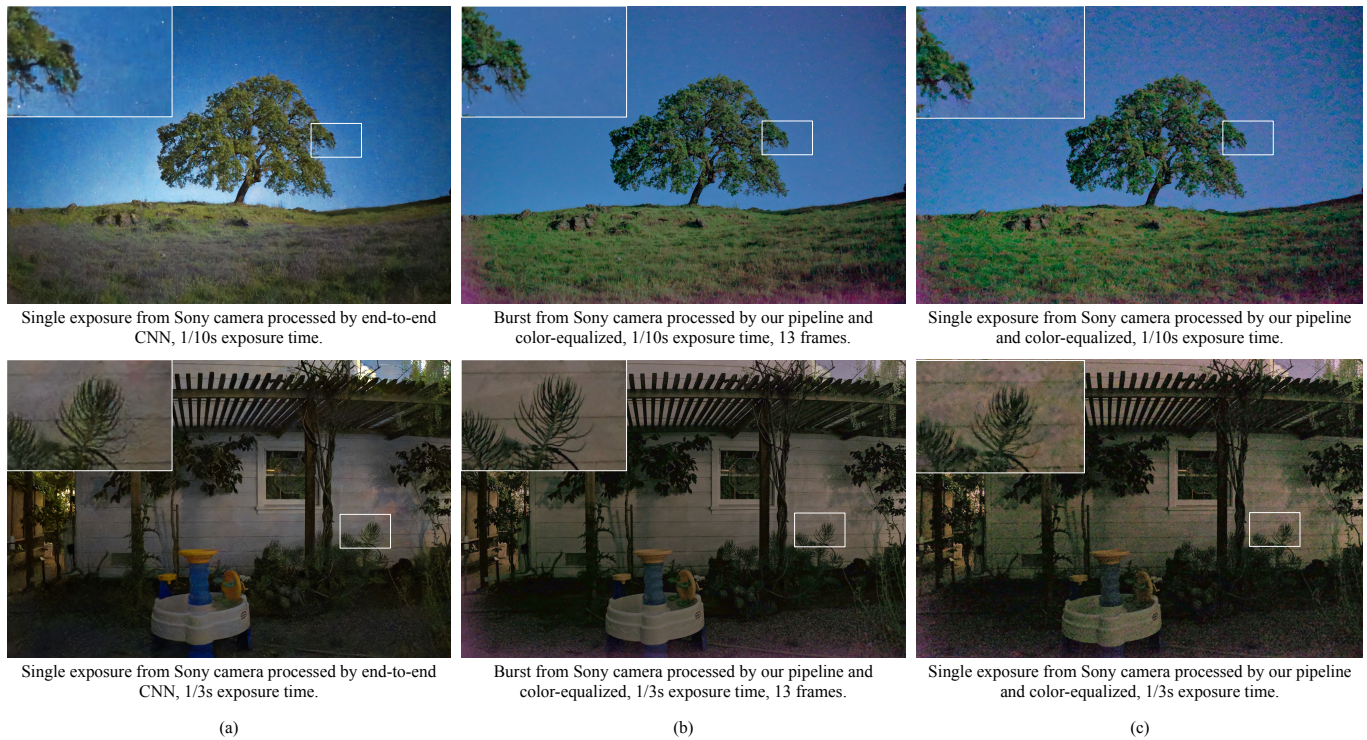 Single exposure from Sony camera processed by end-to-end
CNN, 1/10s exposure time.
Burst from Sony camera processed by our pipeline and
color-equalized, 1/10s exposure time, 13 frames.
Single exposure from Sony camera processed by our pipeline
and color-equalized, 1/10s exposure time.
Single exposure from Sony camera processed by end-to-end
CNN, 1/3s exposure time.
Burst from Sony camera processed by our pipeline and
color-equalized, 1/3s exposure time, 13 frames.
Single exposure from Sony camera processed by our pipeline
and color-equalized, 1/3s exposure time.
(a)
(b)
(c)